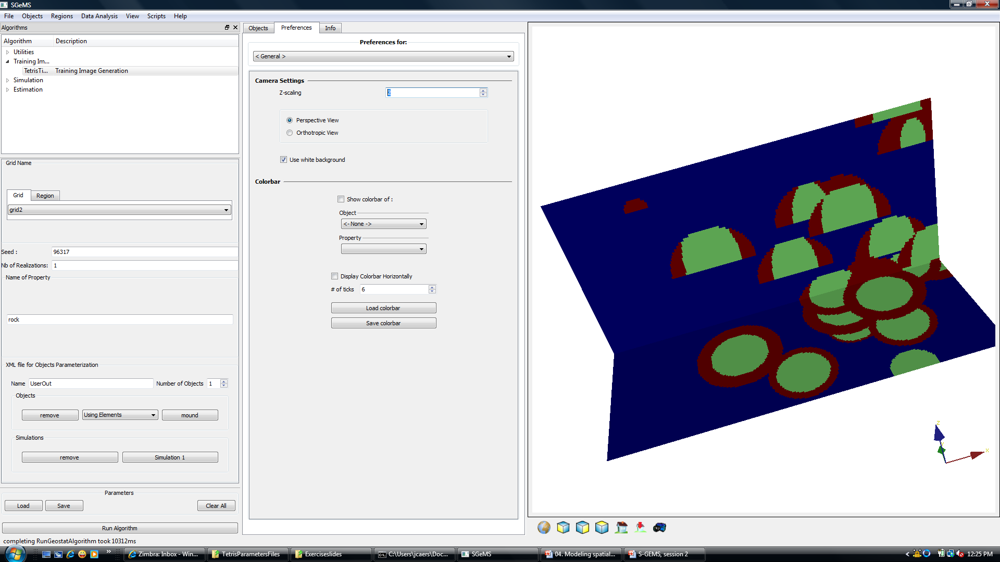 SGeMS
File Objects Regions Data Analysis View Scripts Help
Algorithms
Algorithm Description
Utilities
Training Im...
TetrisTi... Training Image Generation
Simulation
Estimation
Grid Name
Grid Region
grid2
Seed : 96317
Nb of Realizations: 1
Name of Property
rock
XML file for Objects Parameterization
Name UserOut Number of Objects 1
Objects
remove Using Elements mound
Simulations
remove Simulation 1
Parameters
Load Save Clear All
Run Algorithm
completing RunGeostatAlgorithm took 10312ms
Objects Preferences Info
Preferences for:
< General >
Camera Settings
Z-scaling 2
Perspective View
Orthotropic View
Use white background
Colorbar
Show colorbar of :
Object
<- None ->
Property
Display Colorbar Horizontally
# of ticks 6
Load colorbar
Save colorbar
Z
X
Zimbra: Inbox - Win... TetrisParametersFiles Exerciseslides C:\Users\jcaers\Doc... SGeMS 04. Modeling spatial... S-GEMS, session 2 12:25 PM